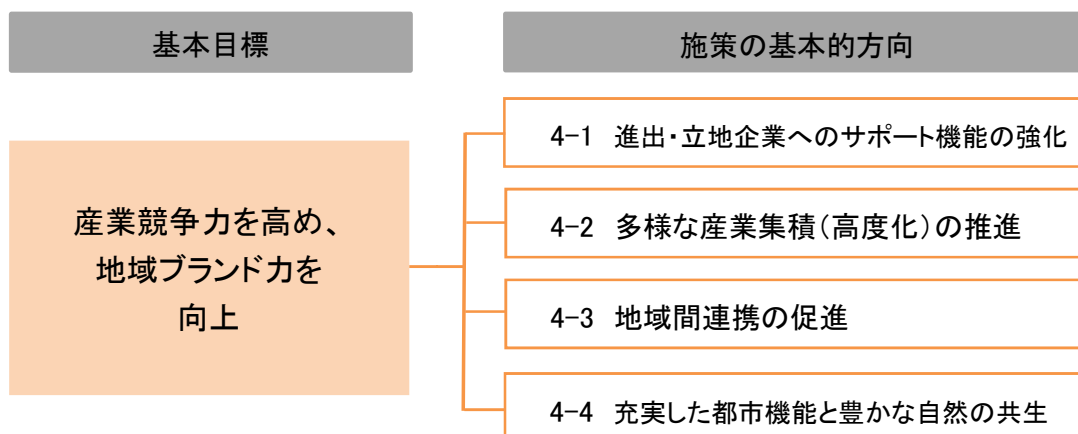 基本目標
施策の基本的方向
産業競争力を高め、
地域ブランド力を
向上
4-1 進出・立地企業へのサポート機能の強化
4-2 多様な産業集積(高度化)の推進
4-3 地域間連携の促進
4-4 充実した都市機能と豊かな自然の共生